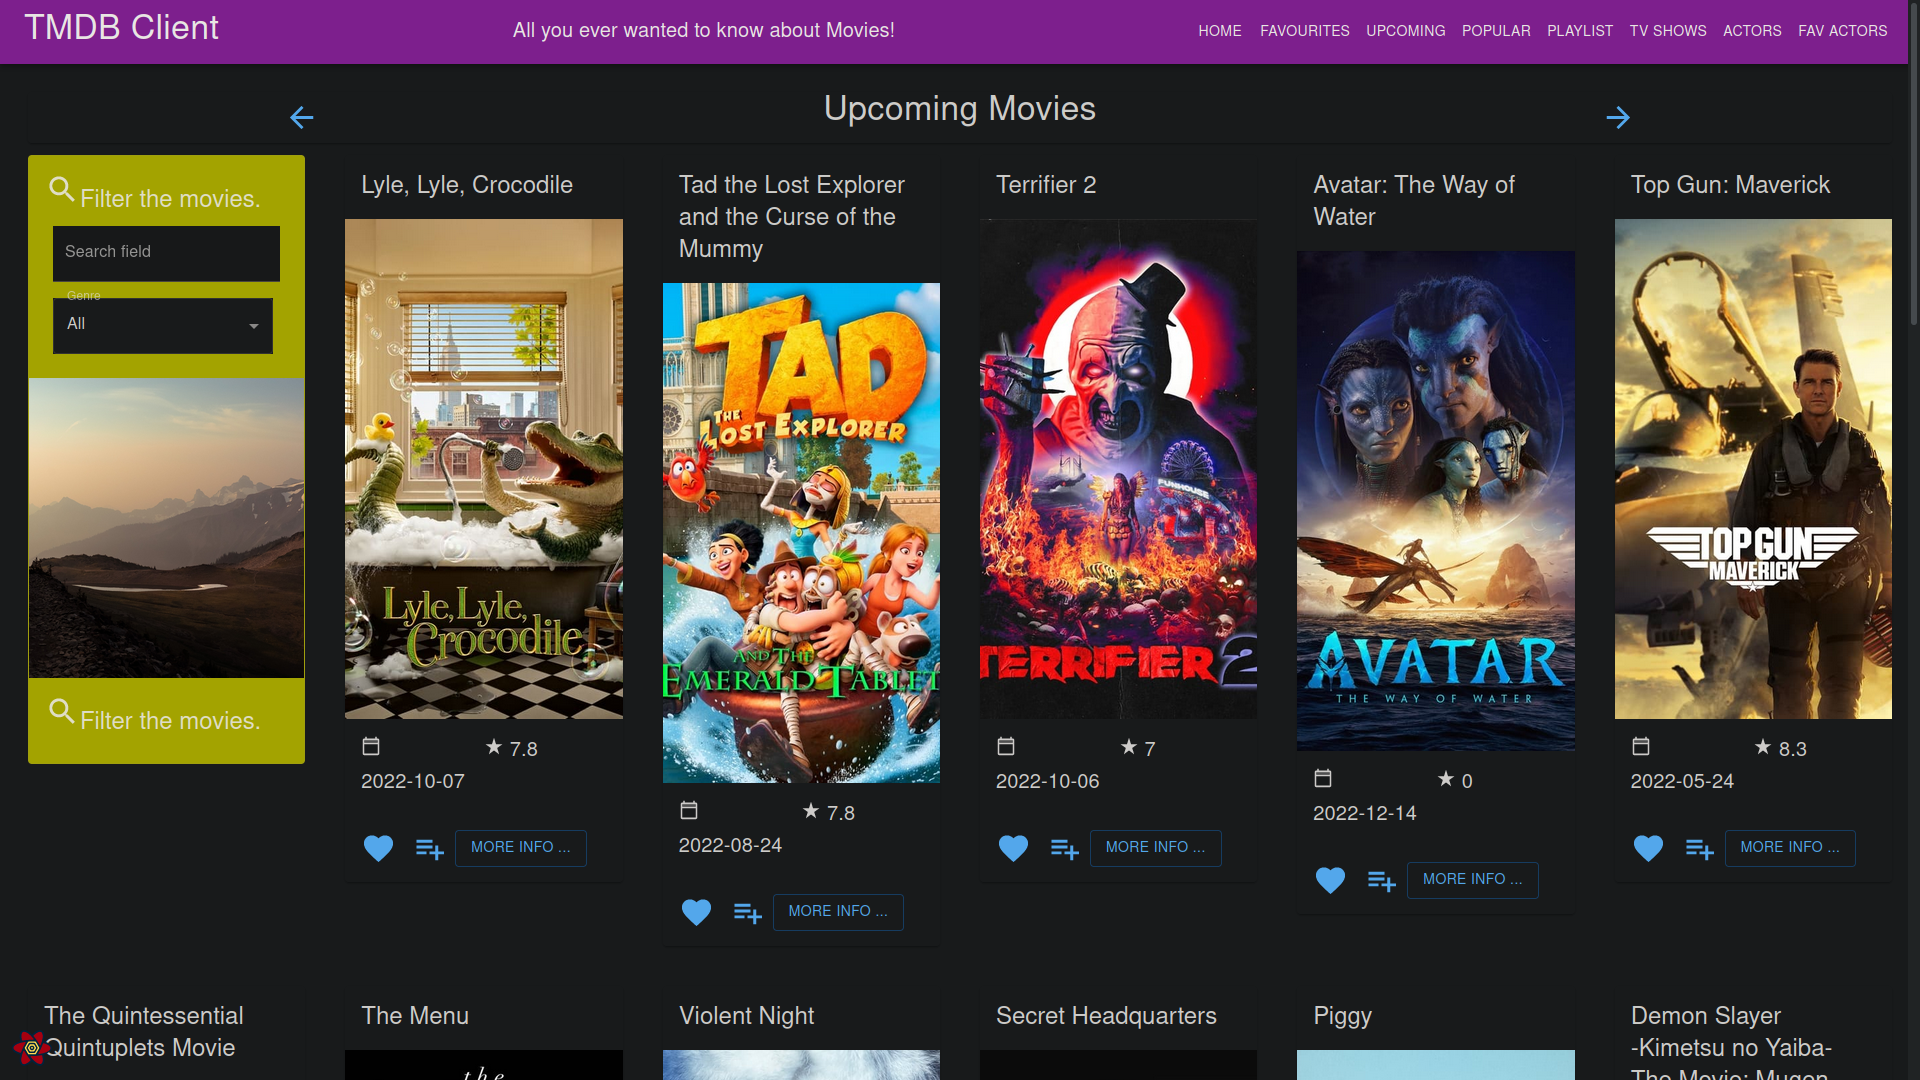 TMDB Client
All you ever wanted to know about Movies!
HOME FAVOURITES UPCOMING POPULAR PLAYLIST TV SHOWS ACTORS FAV ACTORS
Upcoming Movies
Filter the movies.
Search field
Genre
All
Filter the movies.
Lyle, Lyle, Crocodile
Lyle, Lyle,
Crocodile
7.8
2022-10-07
MORE INFO ...
Tad the Lost Explorer
and the Curse of the
Mummy
TAD
THE
LOST EXPLORER
AND THE
EMERALD TABLET
7.8
2022-08-24
MORE INFO ...
Terrifier 2
FUNHOUSE
TERRIFIER 2
7
2022-10-06
MORE INFO ...
Avatar: The Way of
Water
AVATAR
THE WAY OF WATER
0
2022-12-14
MORE INFO ...
Top Gun: Maverick
TOP GUN
MAVERICK
8.3
2022-05-24
MORE INFO ...
The Quintessential
Quintuplets Movie
The Menu
the
Violent Night
Secret Headquarters
Piggy
Demon Slayer
-Kimetsu no Yaiba-
The Movie: Mugen